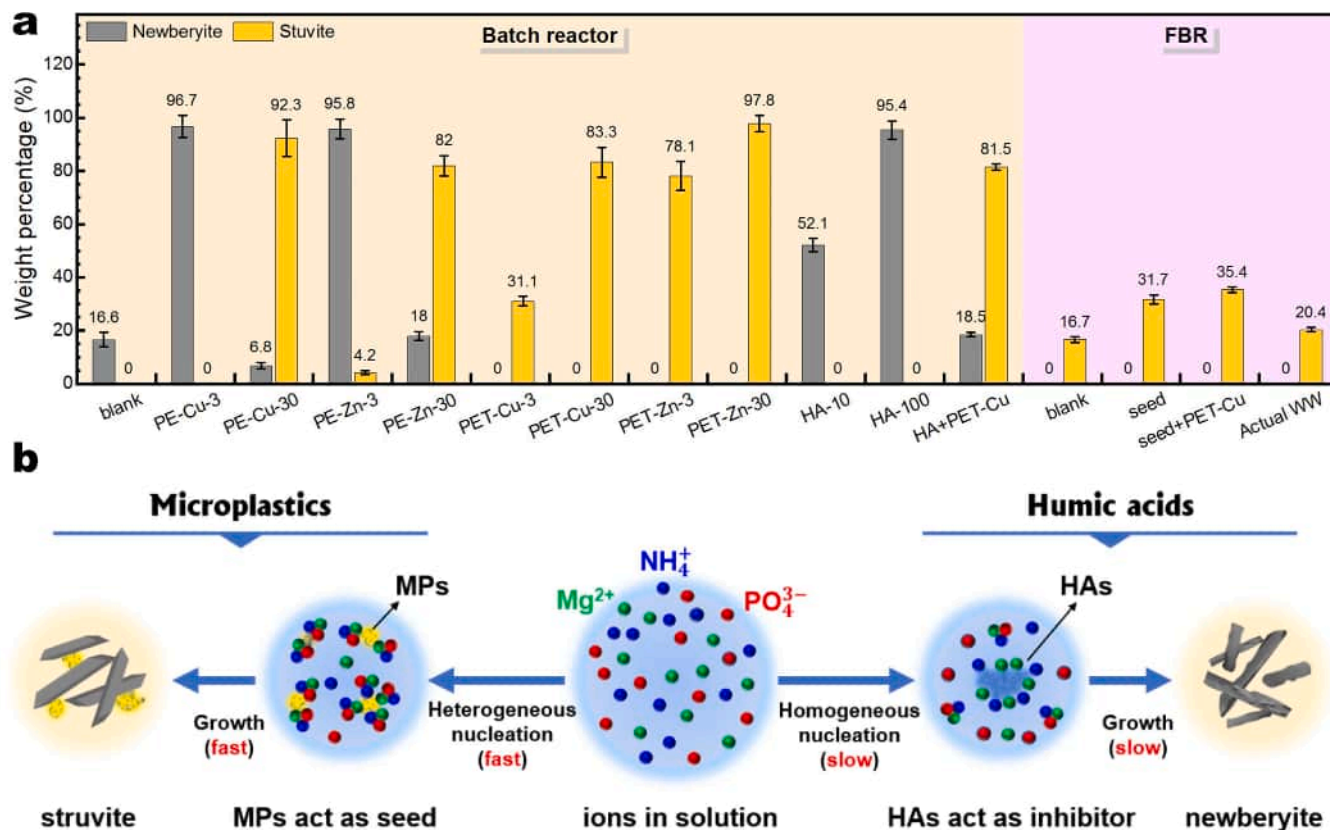 a
Newberyite Stuvite
Batch reactor
FBR
Weight percentage (%)
120
100
80
60
40
20
0
16.6 0 96.7 0 6.8 92.3 95.8 4.2 18 82 31.1 0 83.3 0 78.1 0 97.8 52.1 0 95.4 0 18.5 81.5 0 16.7 0 31.7 0 35.4 0 20.4
blank PE-Cu-3 PE-Cu-30 PE-Zn-3 PE-Zn-30 PET-Cu-3 PET-Cu-30 PET-Zn-3 PET-Zn-30 HA-10 HA-100 HA+PET-Cu blank seed seed+PET-Cu Actual WW
b
Microplastics
Humic acids
MPs
NH₄⁺
Mg²⁺
PO₄³⁻
HAs
Growth
(fast)
Heterogeneous
nucleation
(fast)
Homogeneous
nucleation
(slow)
Growth
(slow)
struvite
MPs act as seed
ions in solution
HAs act as inhibitor
newberyite